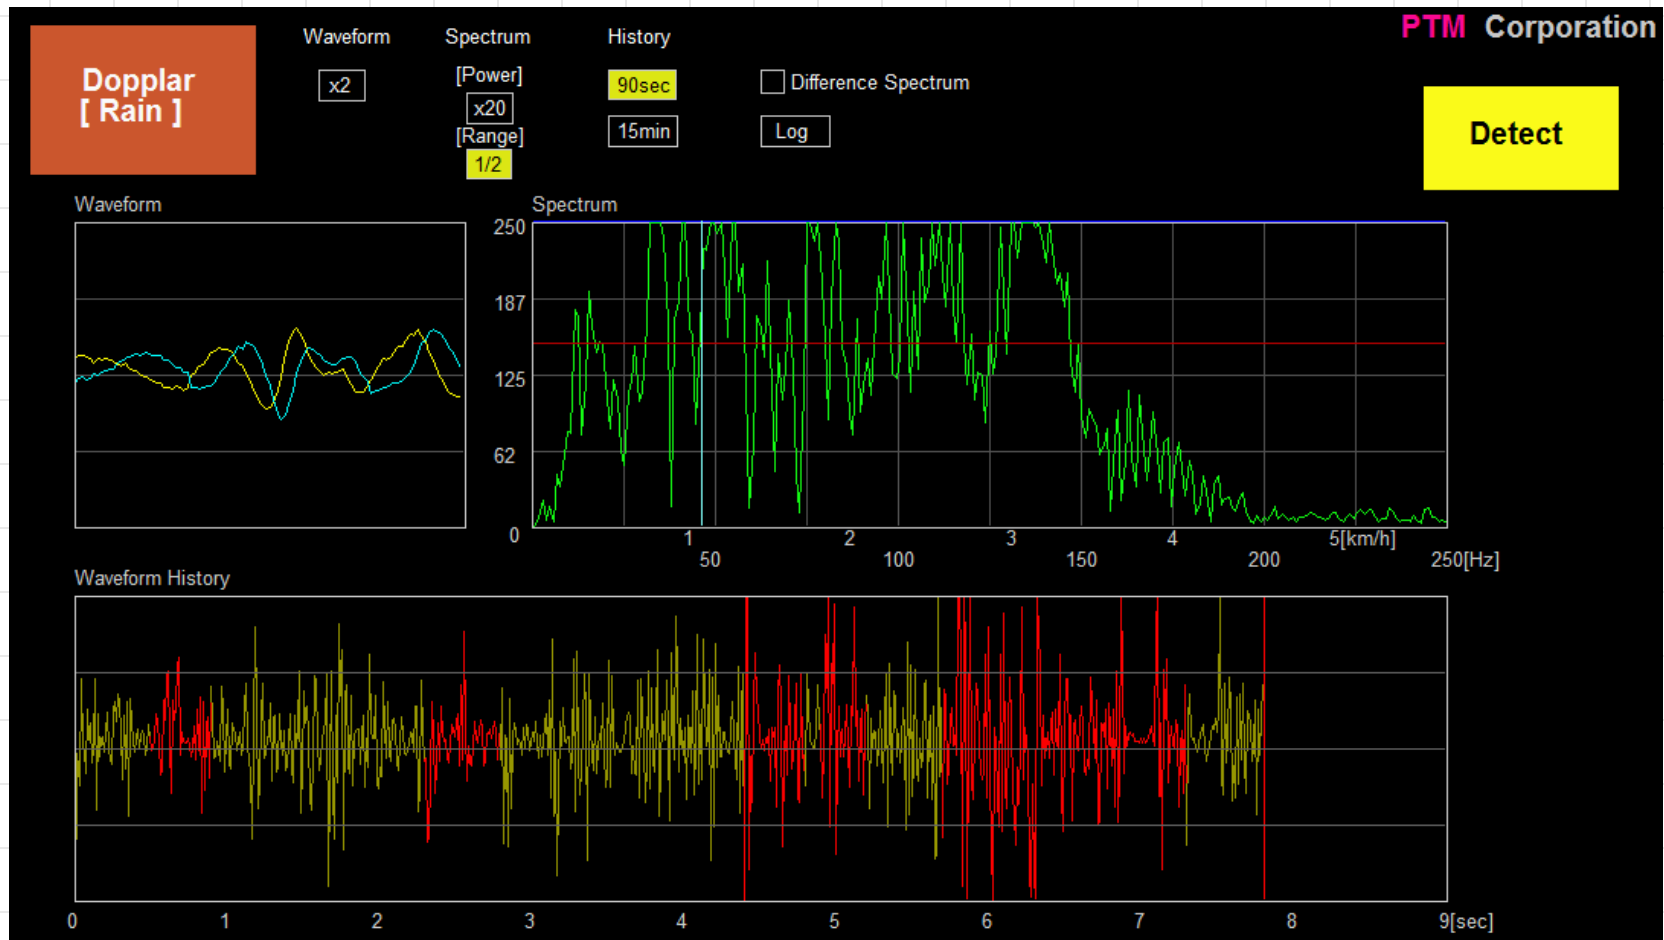 PTM Corporation
Dopplar
[ Rain ]
Waveform Spectrum History
x2
[Power]
x20
[Range]
1/2
90sec
15min
Difference Spectrum
Log
Detect
Waveform
Spectrum
250
187
125
62
0
1 2 3 4 5[km/h]
50 100 150 200 250[Hz]
Waveform History
0 1 2 3 4 5 6 7 8 9[sec]